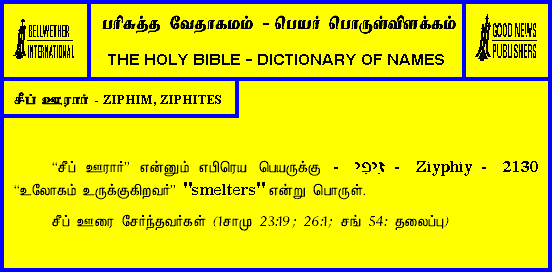 BELLWETHER
INTERNATIONAL
பரிசுத்த வேதாகமம் - பெயர் பொருள்விளக்கம்
THE HOLY BIBLE - DICTIONARY OF NAMES
GOOD NEWS
PUBLISHERS
சீப் ஊரார் - ZIPHIM, ZIPHITES
“சீப் ஊரார்” என்னும் எபிரெய பெயருக்கு - - Ziyphiy - 2130
“உலோகம் உருக்குகிறவர்” "smelters" என்று பொருள்.
சீப் ஊரை சேர்ந்தவர்கள் (1சாமு 23:19; 26:1; சங் 54: தலைப்பு)